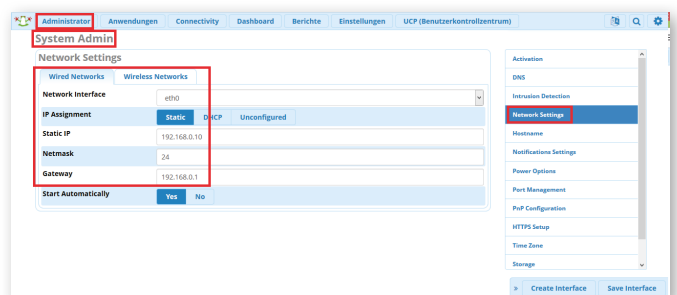 Administrator Anwendungen Connectivity Dashboard Berichte Einstellungen UCP (Benutzerkontrollzentrum)
System Admin
Network Settings
Wired Networks Wireless Networks
Network Interface eth0
IP Assignment Static DHCP Unconfigured
Static IP 192.168.0.10
Netmask 24
Gateway 192.168.0.1
Start Automatically Yes No
Activation
DNS
Intrusion Detection
Network Settings
Hostname
Notifications Settings
Power Options
Port Management
PnP Configuration
HTTPS Setup
Time Zone
Storage
» Create Interface Save Interface